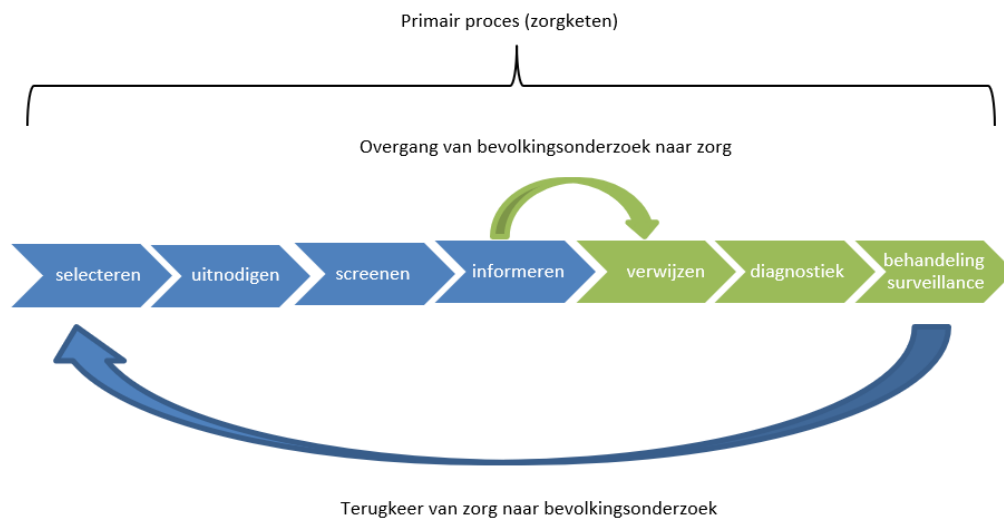 Primair proces (zorgketen)
Overgang van bevolkingsonderzoek naar zorg
selecteren
uitnodigen
screenen
informeren
verwijzen
diagnostiek
behandeling
surveillance
Terugkeer van zorg naar bevolkingsonderzoek